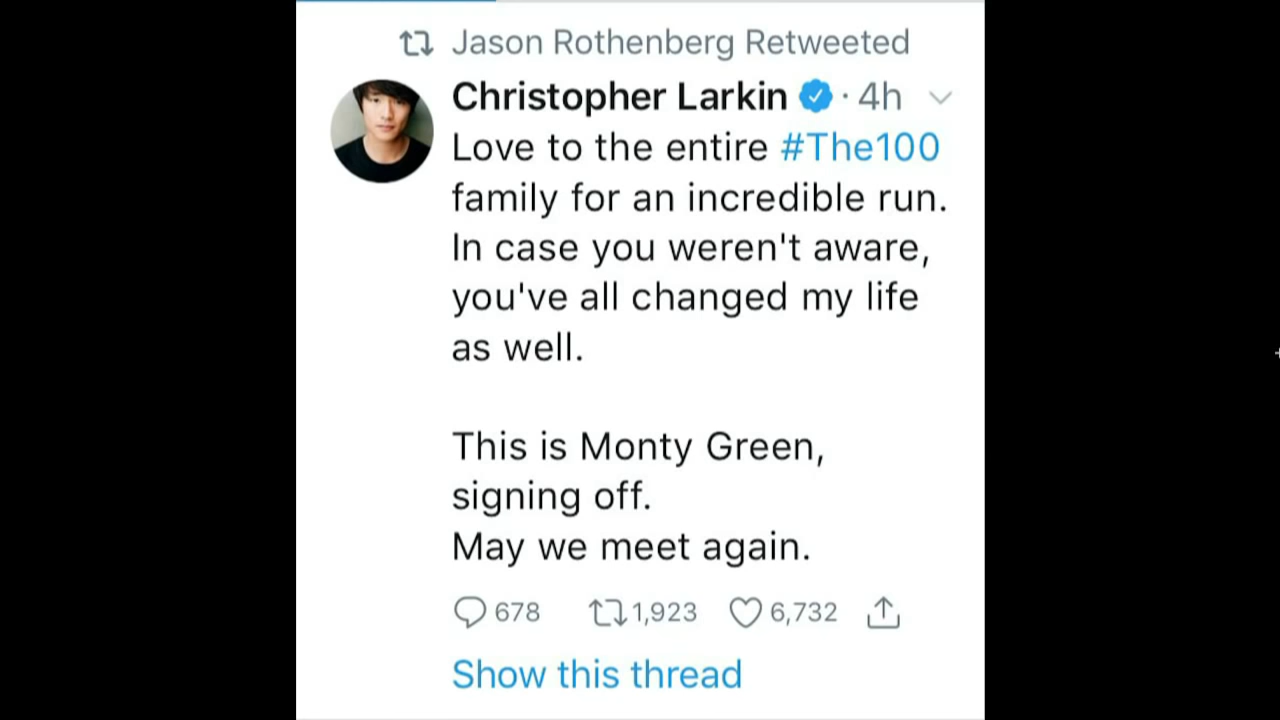 Jason Rothenberg Retweeted
Christopher Larkin · 4h
Love to the entire #The100
family for an incredible run.
In case you weren't aware,
you've all changed my life
as well.
This is Monty Green,
signing off.
May we meet again.
678 1,923 6,732
Show this thread